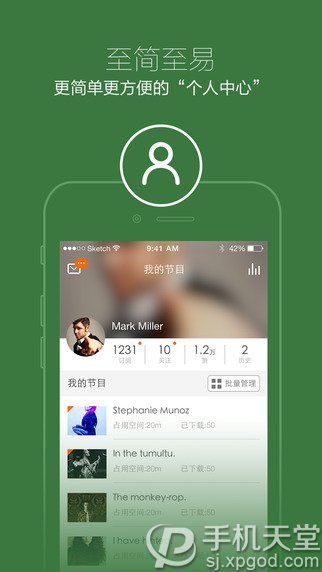 至简至易
更简单更方便的“个人中心”
Sketch
9:41 AM
42%
我的节目
Mark Miller
1231
10
1.2万
2
订阅
关注
赞
历史
我的节目
批量管理
Stephanie Munoz
占用空间:20m 已下载:50
In the tumultu.
占用空间:20m 已下载:50
The monkey-rop.
占用空间:20m 已下载:50
I have hinte
手机天堂
sj.xpgod.com